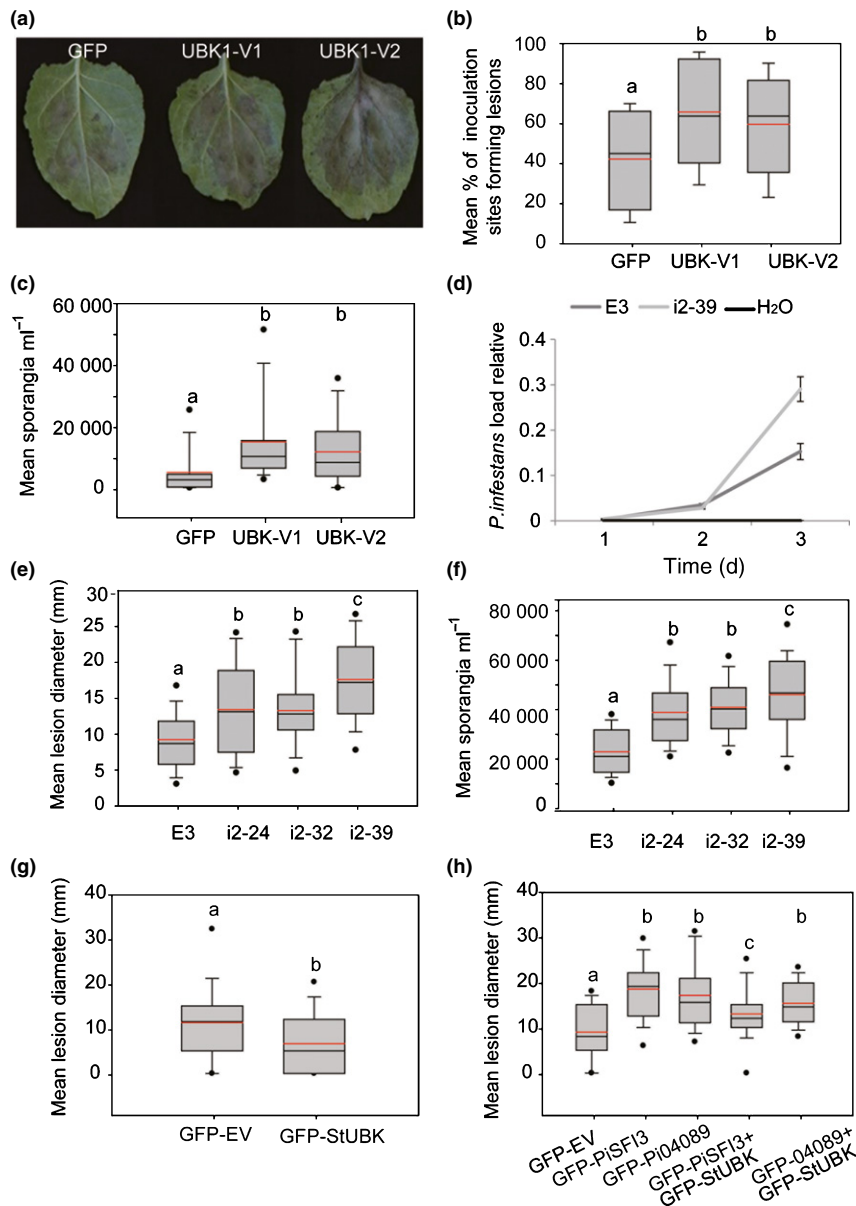 (a)
GFP UBK1-V1 UBK1-V2
(b)
Mean % of inoculation
sites forming lesions
100
80
60
40
20
0
a
b
b
GFP UBK-V1 UBK-V2
(c)
Mean sporangia ml⁻¹
60 000
40 000
20 000
0
a
b
b
GFP UBK-V1 UBK-V2
(d)
E3 i2-39 H₂O
P.infestans load relative
0.4
0.3
0.2
0.1
0
1 2 3
Time (d)
(e)
Mean lesion diameter (mm)
30
25
20
15
10
5
0
a
b
b
c
E3 i2-24 i2-32 i2-39
(f)
Mean sporangia ml⁻¹
80 000
60 000
40 000
20 000
0
a
b
b
c
E3 i2-24 i2-32 i2-39
(g)
Mean lesion diameter (mm)
40
30
20
10
0
a
b
GFP-EV GFP-StUBK
(h)
Mean lesion diameter (mm)
40
30
20
10
0
a
b
b
c
b
GFP-EV
GFP-PiSFI3
GFP-Pi04089
GFP-PiSFI3+
GFP-StUBK
GFP-04089+
GFP-StUBK